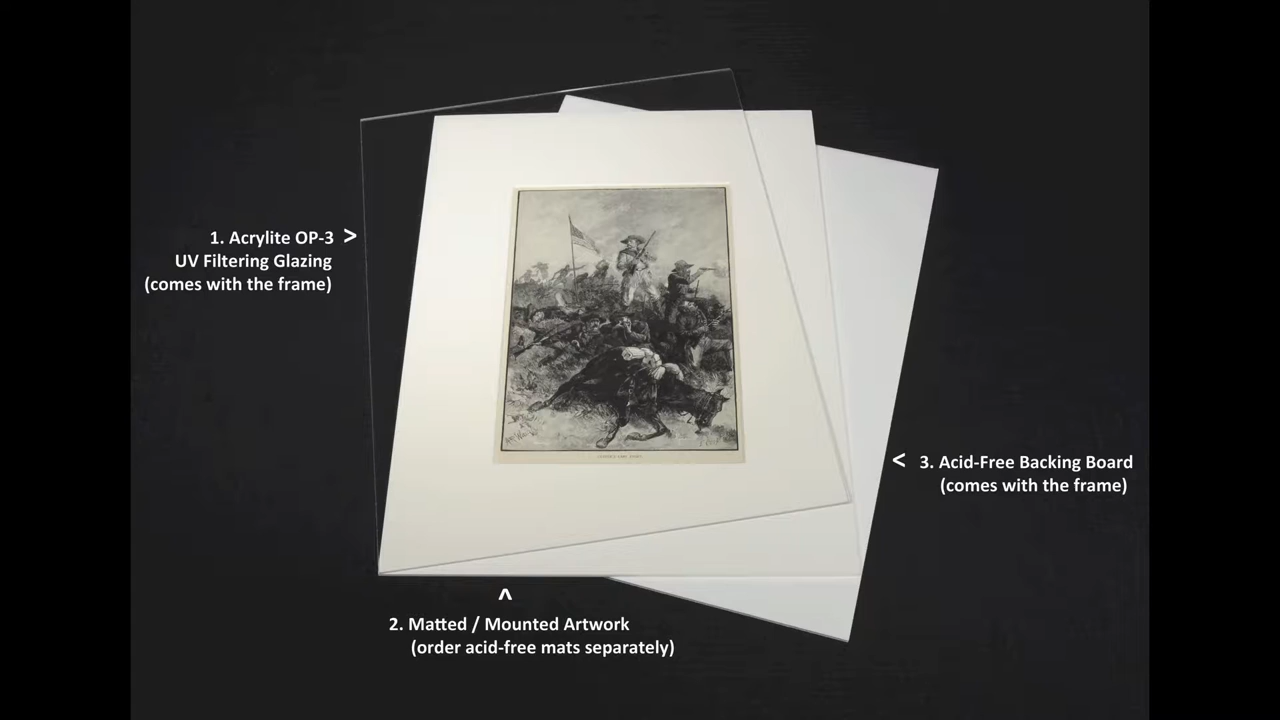 1. Acrylite OP-3 >
UV Filtering Glazing
(comes with the frame)
< 3. Acid-Free Backing Board
(comes with the frame)
^
2. Matted / Mounted Artwork
(order acid-free mats separately)